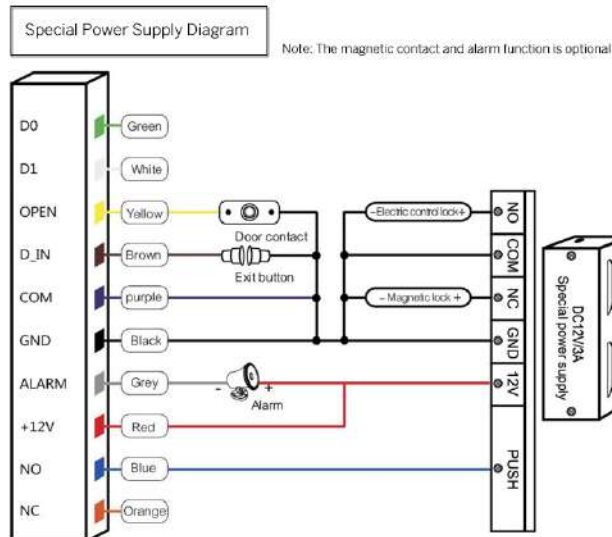 Special Power Supply Diagram
Note: The magnetic contact and alarm function is optional
D0 Green
D1 White
OPEN Yellow
Door contact
-Electric control lock+ NO
D_IN Brown
Exit button
COM
COM purple
- Magnetic lock + NC
GND Black
GND
ALARM Grey
- +
Alarm
12V
+12V Red
NO Blue
PUSH
NC Orange
DC12V/3A
Special power supply